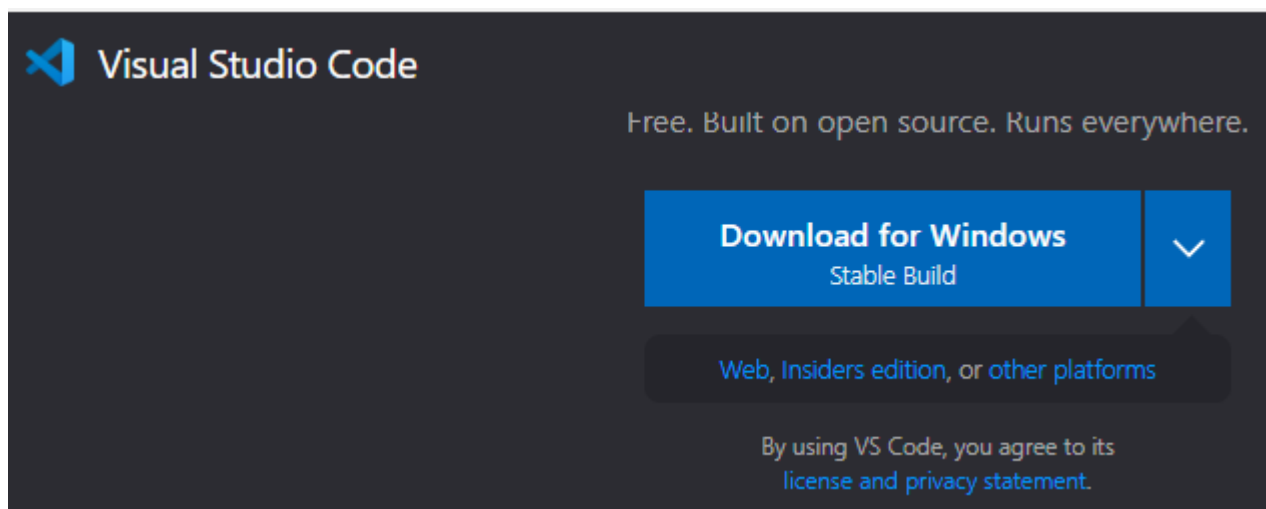 Visual Studio Code
Free. Built on open source. Runs everywhere.
Download for Windows
Stable Build
Web, Insiders edition, or other platforms
By using VS Code, you agree to its
license and privacy statement.